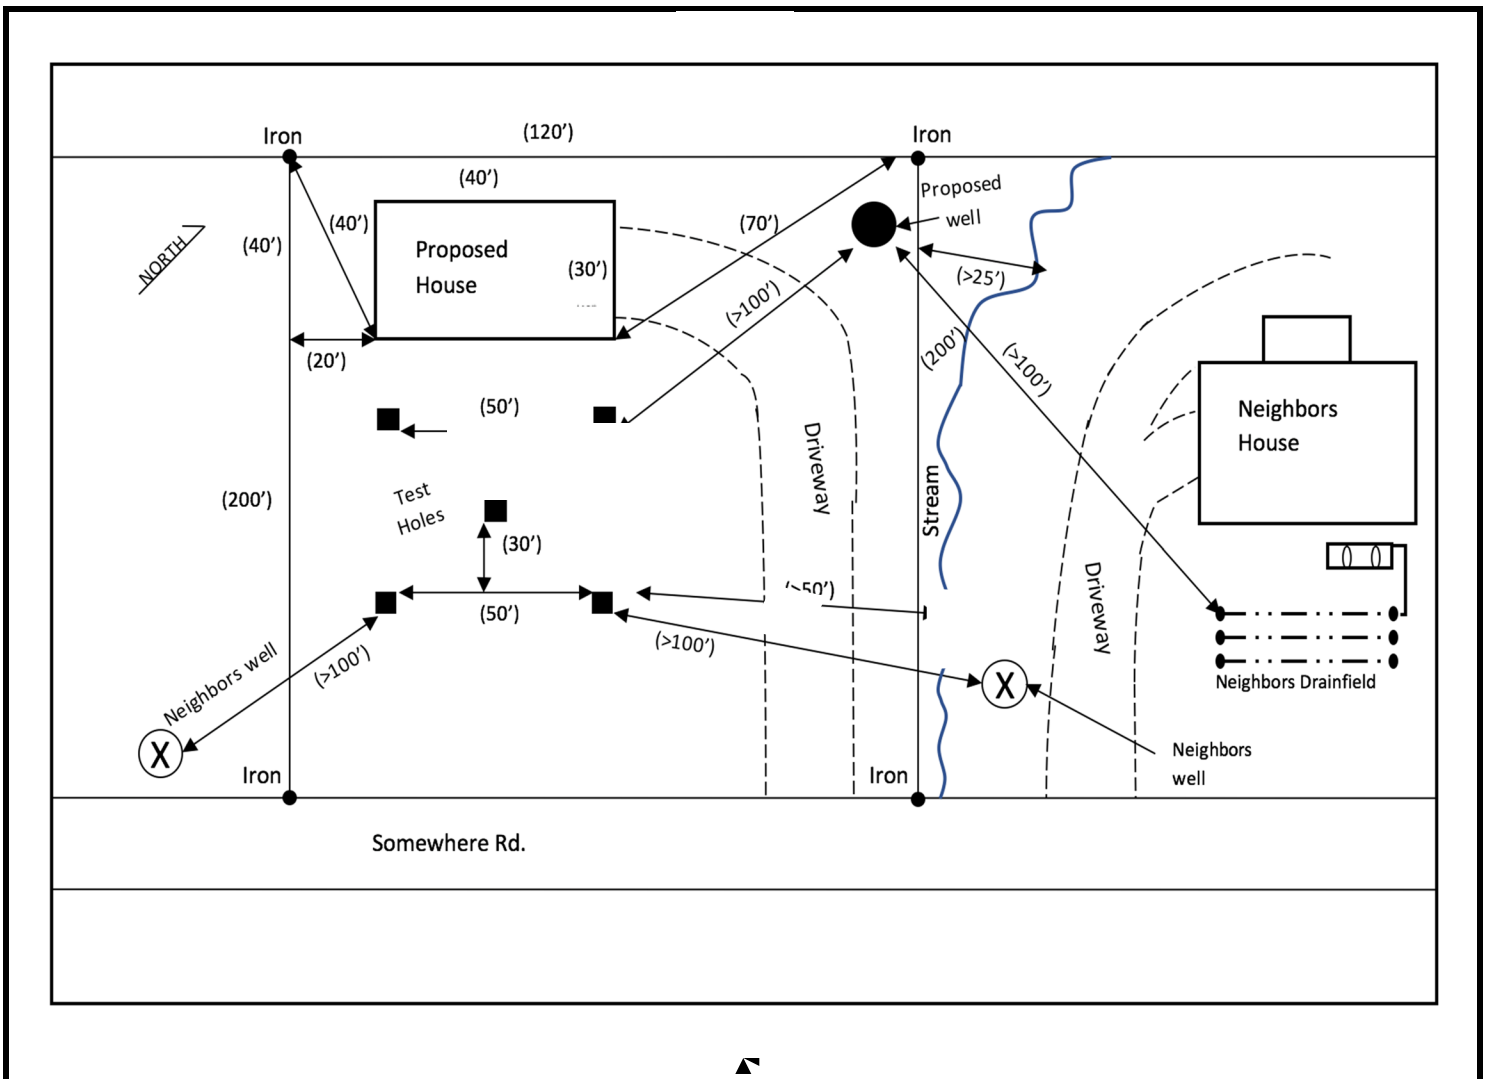 Iron
(120’)
Iron
(40’)
Proposed
well
(40’)
(40’)
(70’)
NORTH
Proposed
House
(30’)
(>25’)
(>100’)
(20’)
(200’)
(>100’)
(50’)
Neighbors
House
Driveway
Test
Holes
(200’)
Stream
(30’)
(>50’)
(50’)
Driveway
(>100’)
(>100’)
Neighbors well
X
Neighbors Drainfield
X
Neighbors
well
Iron
Iron
Somewhere Rd.